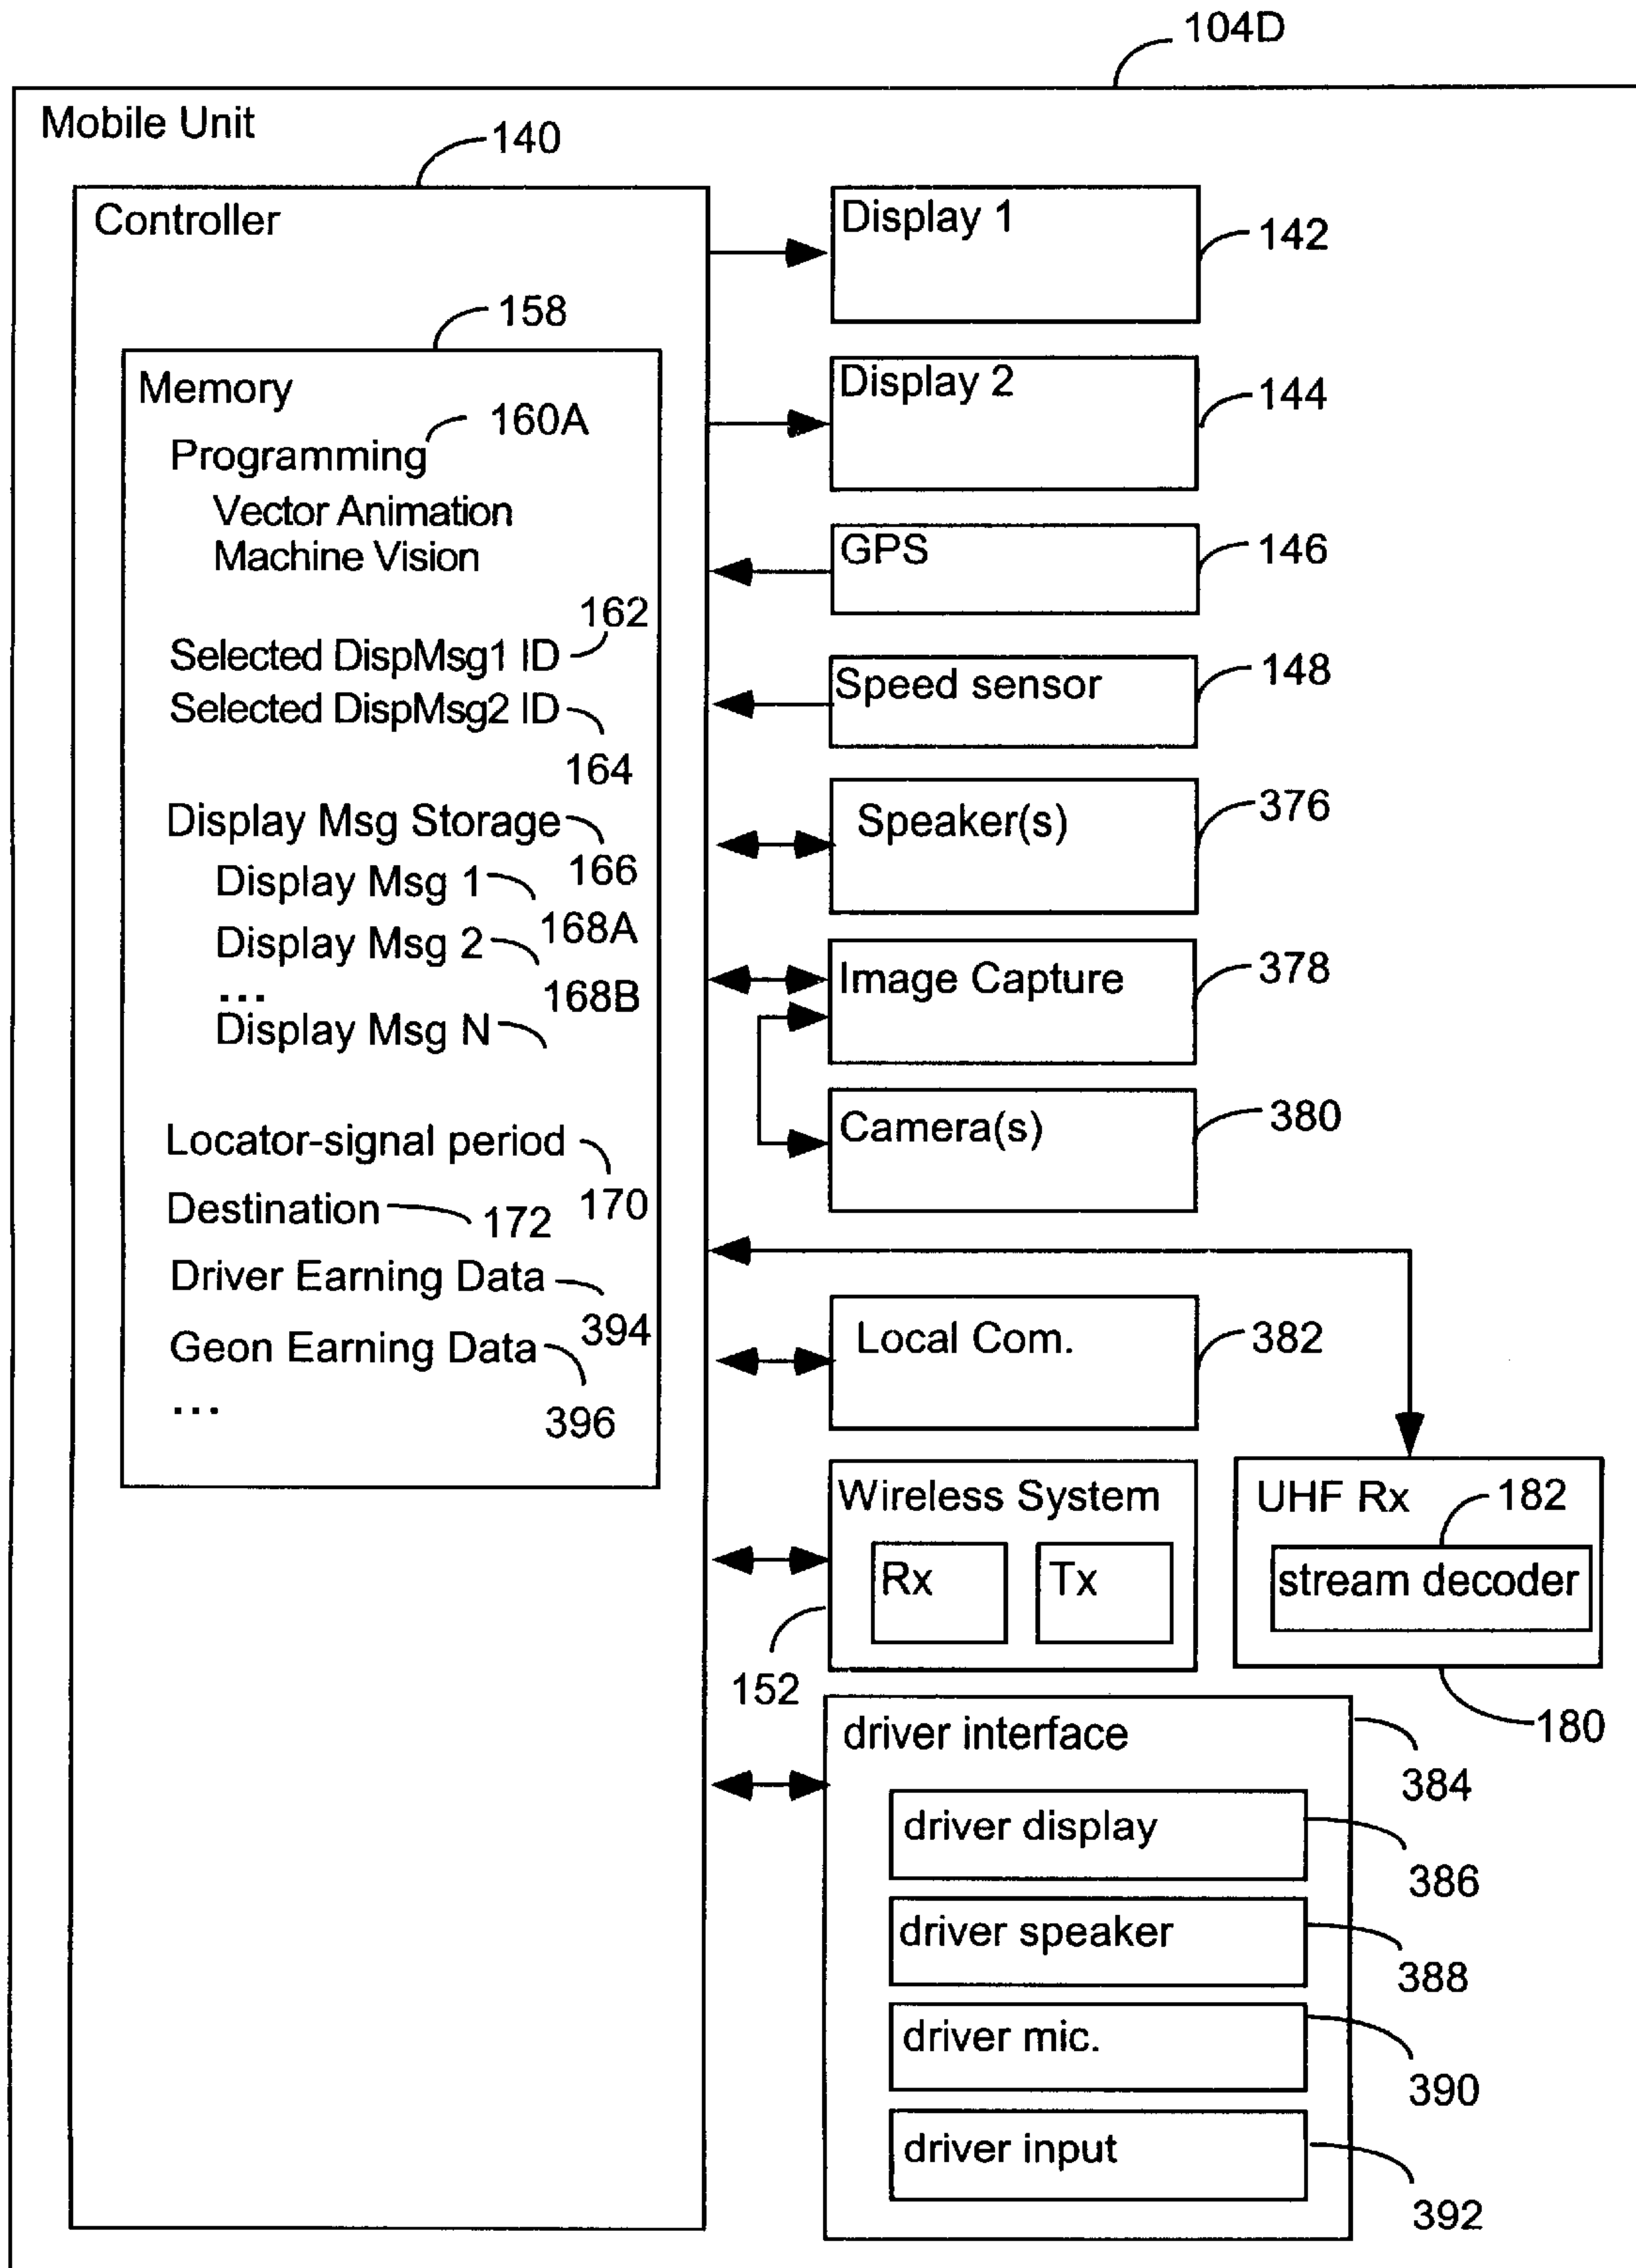 104D
Mobile Unit
140
Controller
158
Memory
160A
Programming
Vector Animation
Machine Vision
162
Selected DispMsg1 ID
Selected DispMsg2 ID
164
Display Msg Storage
166
Display Msg 1
168A
Display Msg 2
168B
...
Display Msg N
Locator-signal period
170
Destination
172
Driver Earning Data
394
Geon Earning Data
396
...
Display 1
142
Display 2
144
GPS
146
Speed sensor
148
Speaker(s)
376
Image Capture
378
Camera(s)
380
Local Com.
382
Wireless System
Rx
Tx
152
UHF Rx
182
stream decoder
180
driver interface
384
driver display
386
driver speaker
388
driver mic.
390
driver input
392